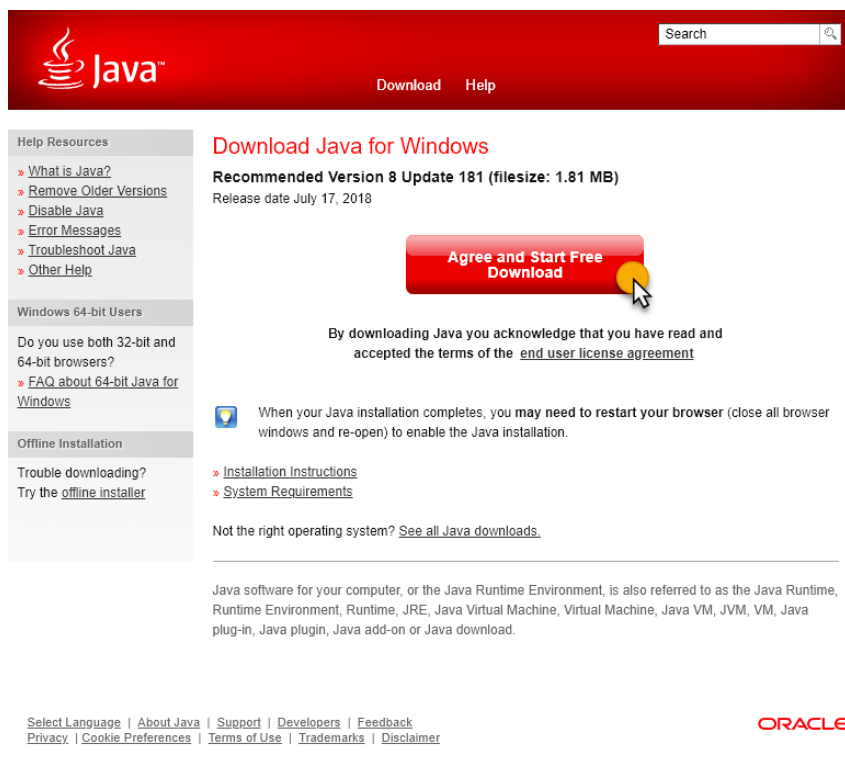 Search
Java™
Download Help
Help Resources
» What is Java?
» Remove Older Versions
» Disable Java
» Error Messages
» Troubleshoot Java
» Other Help
Windows 64-bit Users
Do you use both 32-bit and
64-bit browsers?
» FAQ about 64-bit Java for
Windows
Offline Installation
Trouble downloading?
Try the offline installer
Download Java for Windows
Recommended Version 8 Update 181 (filesize: 1.81 MB)
Release date July 17, 2018
Agree and Start Free
Download
By downloading Java you acknowledge that you have read and
accepted the terms of the end user license agreement
When your Java installation completes, you may need to restart your browser (close all browser
windows and re-open) to enable the Java installation.
» Installation Instructions
» System Requirements
Not the right operating system? See all Java downloads.
Java software for your computer, or the Java Runtime Environment, is also referred to as the Java Runtime,
Runtime Environment, Runtime, JRE, Java Virtual Machine, Virtual Machine, Java VM, JVM, VM, Java
plug-in, Java plugin, Java add-on or Java download.
Select Language | About Java | Support | Developers | Feedback
Privacy | Cookie Preferences | Terms of Use | Trademarks | Disclaimer
ORACLE